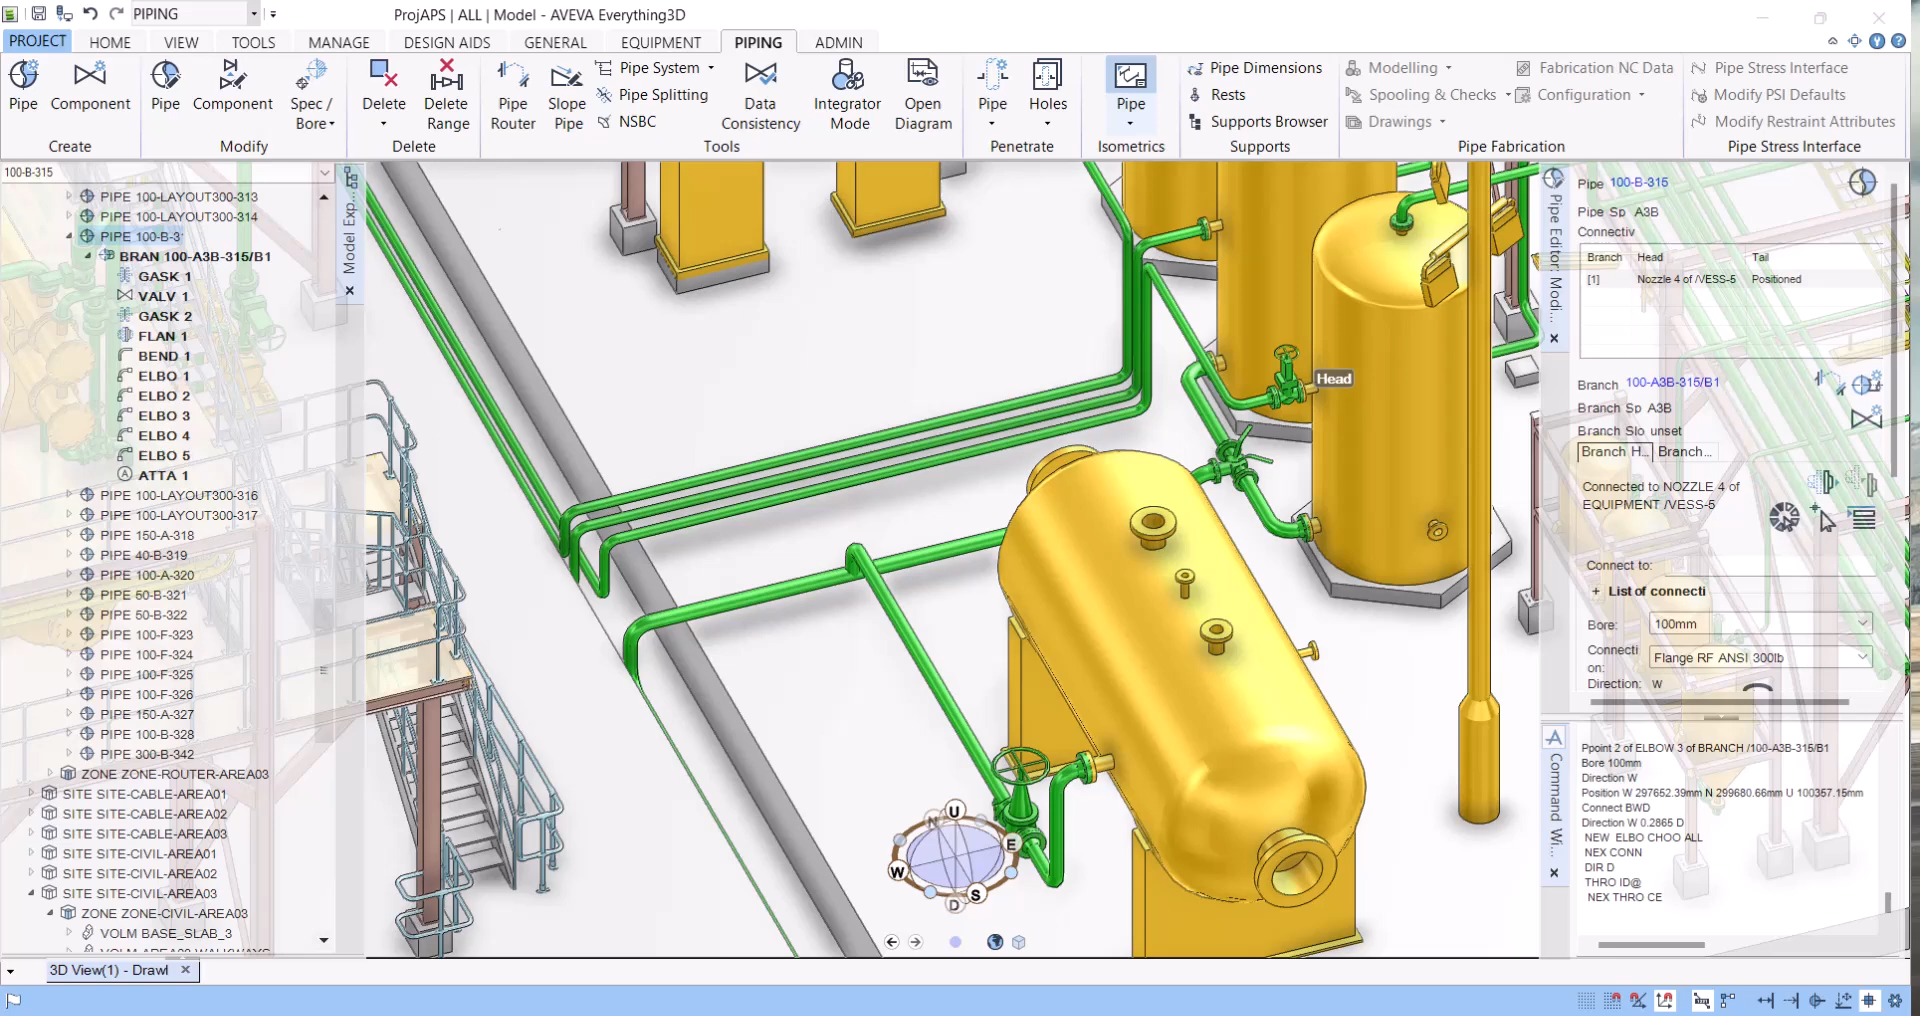 PIPING
ProjAPS | ALL | Model - AVEVA Everything3D
PROJECT HOME VIEW TOOLS MANAGE DESIGN AIDS GENERAL EQUIPMENT PIPING ADMIN
Pipe Component
Create
Pipe Component Spec / Bore
Modify
Delete Delete Range
Delete
Pipe Router Slope Pipe
Pipe System
Pipe Splitting
NSBC
Data Consistency Integrator Mode Open Diagram
Tools
Pipe Holes
Penetrate
Pipe
Isometrics
Pipe Dimensions
Rests
Supports Browser
Supports
Modelling Fabrication NC Data
Spooling & Checks Configuration
Drawings
Pipe Fabrication
Pipe Stress Interface
Modify PSI Defaults
Modify Restraint Attributes
Pipe Stress Interface
100-B-315
PIPE 100-LAYOUT300-313
PIPE 100-LAYOUT300-314
PIPE 100-B-3
BRAN 100-A3B-315/B1
GASK 1
VALV 1
GASK 2
FLAN 1
BEND 1
ELBO 1
ELBO 2
ELBO 3
ELBO 4
ELBO 5
ATTA 1
PIPE 100-LAYOUT300-316
PIPE 100-LAYOUT300-317
PIPE 150-A-318
PIPE 40-B-319
PIPE 100-A-320
PIPE 50-B-321
PIPE 50-B-322
PIPE 100-F-323
PIPE 100-F-324
PIPE 100-F-325
PIPE 100-F-326
PIPE 150-A-327
PIPE 100-B-328
PIPE 300-B-342
ZONE ZONE-ROUTER-AREA03
SITE SITE-CABLE-AREA01
SITE SITE-CABLE-AREA02
SITE SITE-CABLE-AREA03
SITE SITE-CIVIL-AREA01
SITE SITE-CIVIL-AREA02
SITE SITE-CIVIL-AREA03
ZONE ZONE-CIVIL-AREA03
VOLM BASE_SLAB_3
VOLM AREA03 WALKWAYS
Model Exp...
Head
U
N
E
W
S
D
Pipe Editor: Modi...
Pipe 100-B-315
Pipe Sp A3B
Connectiv
Branch Head Tail
[1] Nozzle 4 of /VESS-5 Positioned
Branch 100-A3B-315/B1
Branch Sp A3B
Branch Slo unset
Branch H... Branch...
Connected to NOZZLE 4 of
EQUIPMENT /VESS-5
Connect to:
+ List of connecti
Bore: 100mm
Connecti
on: Flange RF ANSI 300lb
Direction: W
Command Wi...
Ppoint 2 of ELBOW 3 of BRANCH /100-A3B-315/B1
Bore 100mm
Direction W
Position W 297652.39mm N 299680.66mm U 100357.15mm
Connect BWD
Direction W 0.2865 D
NEW ELBO CHOO ALL
NEX CONN
DIR D
THRO ID@
NEX THRO CE
3D View(1) - Drawl